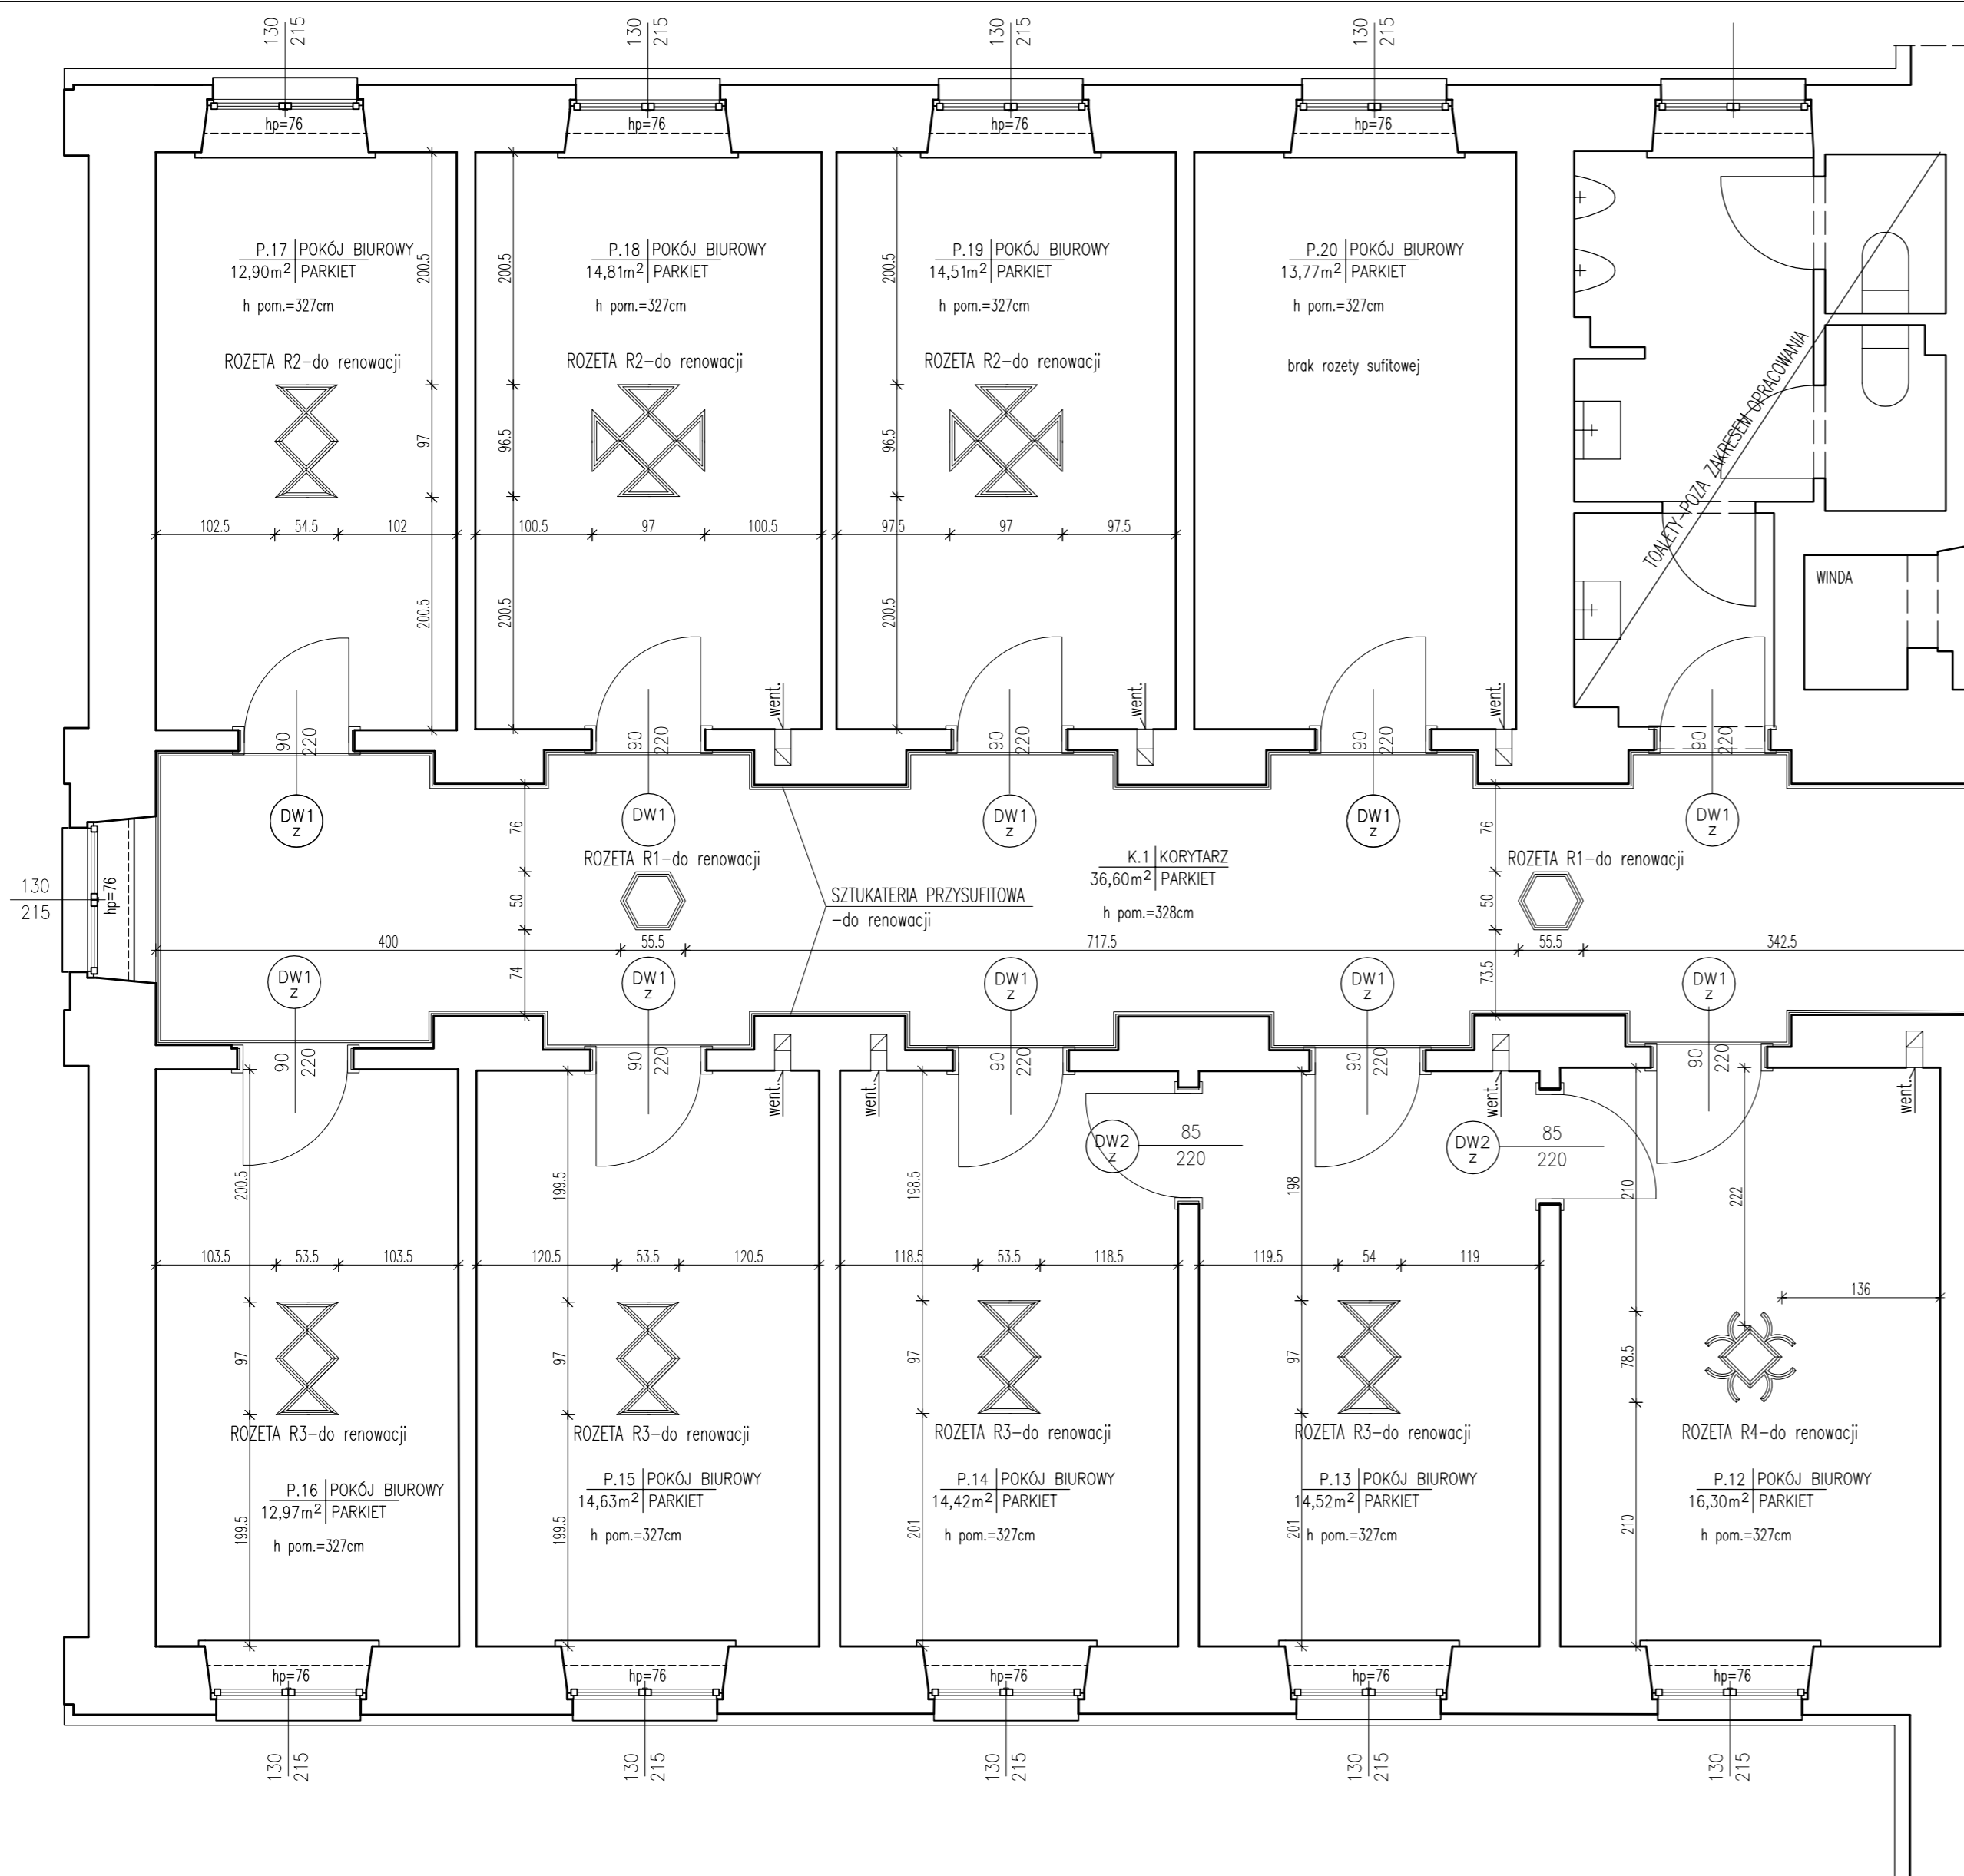 130 215
130 215
130 215
130 215
hp=76
hp=76
hp=76
hp=76
P.17 POKÓJ BIUROWY
12,90m² PARKIET
h pom.=327cm
ROZETA R2-do renowacji
200.5
97
200.5
102.5 54.5 102
P.18 POKÓJ BIUROWY
14,81m² PARKIET
h pom.=327cm
ROZETA R2-do renowacji
200.5
96.5
200.5
100.5 97 100.5
went.
P.19 POKÓJ BIUROWY
14,51m² PARKIET
h pom.=327cm
ROZETA R2-do renowacji
200.5
96.5
200.5
97.5 97 97.5
went.
P.20 POKÓJ BIUROWY
13,77m² PARKIET
h pom.=327cm
brak rozety sufitowej
went.
TOALETY-POZA ZAKRESEM OPRACOWANIA
WINDA
90 220
90 220
90 220
90 220
90 220
DW1 z
DW1
DW1 z
DW1 z
DW1 z
130
215
hp=76
ROZETA R1-do renowacji
76
50
74
SZTUKATERIA PRZYSUFITOWA
-do renowacji
K.1 KORYTARZ
36,60m² PARKIET
h pom.=328cm
ROZETA R1-do renowacji
76
50
73.5
400 55.5 717.5 55.5 342.5
DW1 z
DW1 z
DW1 z
DW1 z
DW1 z
90 220
90 220
90 220
90 220
90 220
went.
went.
went.
went.
DW2 z
85
220
DW2 z
85
220
200.5
97
199.5
103.5 53.5 103.5
ROZETA R3-do renowacji
P.16 POKÓJ BIUROWY
12,97m² PARKIET
h pom.=327cm
199.5
97
199.5
120.5 53.5 120.5
ROZETA R3-do renowacji
P.15 POKÓJ BIUROWY
14,63m² PARKIET
h pom.=327cm
198.5
97
201
118.5 53.5 118.5
ROZETA R3-do renowacji
P.14 POKÓJ BIUROWY
14,42m² PARKIET
h pom.=327cm
198
97
201
119.5 54 119
ROZETA R3-do renowacji
P.13 POKÓJ BIUROWY
14,52m² PARKIET
h pom.=327cm
210
78.5
210
222
136
ROZETA R4-do renowacji
P.12 POKÓJ BIUROWY
16,30m² PARKIET
h pom.=327cm
hp=76
hp=76
hp=76
hp=76
hp=76
130 215
130 215
130 215
130 215
130 215